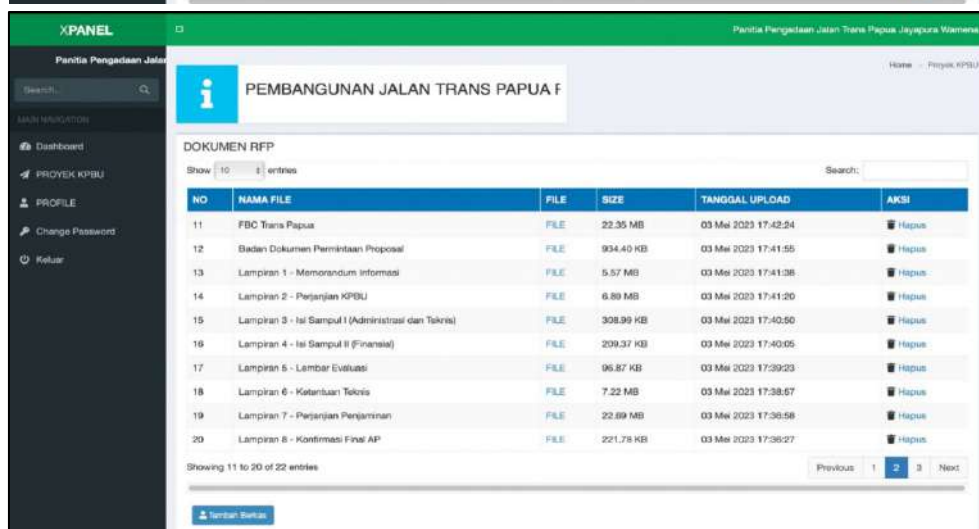 XPANEL
Panitia Pengadaan Jalan Trans Papua Jayapura Wamena
Panitia Pengadaan Jalan
Home > Proyek KPBU
Search...
PEMBANGUNAN JALAN TRANS PAPUA F
MAIN NAVIGATION
Dashboard
PROYEK KPBU
PROFILE
Change Password
Keluar
DOKUMEN RFP
Show 10 entries Search:
NO NAMA FILE FILE SIZE TANGGAL UPLOAD AKSI
11 FBC Trans Papua FILE 22.35 MB 03 Mei 2023 17:42:24 Hapus
12 Badan Dokumen Permintaan Proposal FILE 934.40 KB 03 Mei 2023 17:41:55 Hapus
13 Lampiran 1 - Memorandum Informasi FILE 5.57 MB 03 Mei 2023 17:41:38 Hapus
14 Lampiran 2 - Perjanjian KPBU FILE 6.89 MB 03 Mei 2023 17:41:20 Hapus
15 Lampiran 3 - Isi Sampul I (Administrasi dan Teknis) FILE 308.99 KB 03 Mei 2023 17:40:50 Hapus
16 Lampiran 4 - Isi Sampul II (Finansial) FILE 209.37 KB 03 Mei 2023 17:40:05 Hapus
17 Lampiran 5 - Lembar Evaluasi FILE 96.87 KB 03 Mei 2023 17:39:23 Hapus
18 Lampiran 6 - Ketentuan Teknis FILE 7.22 MB 03 Mei 2023 17:38:57 Hapus
19 Lampiran 7 - Perjanjian Penjaminan FILE 22.89 MB 03 Mei 2023 17:36:58 Hapus
20 Lampiran 8 - Konfirmasi Final AP FILE 221.78 KB 03 Mei 2023 17:36:27 Hapus
Showing 11 to 20 of 22 entries Previous 1 2 3 Next
Tambah Berkas